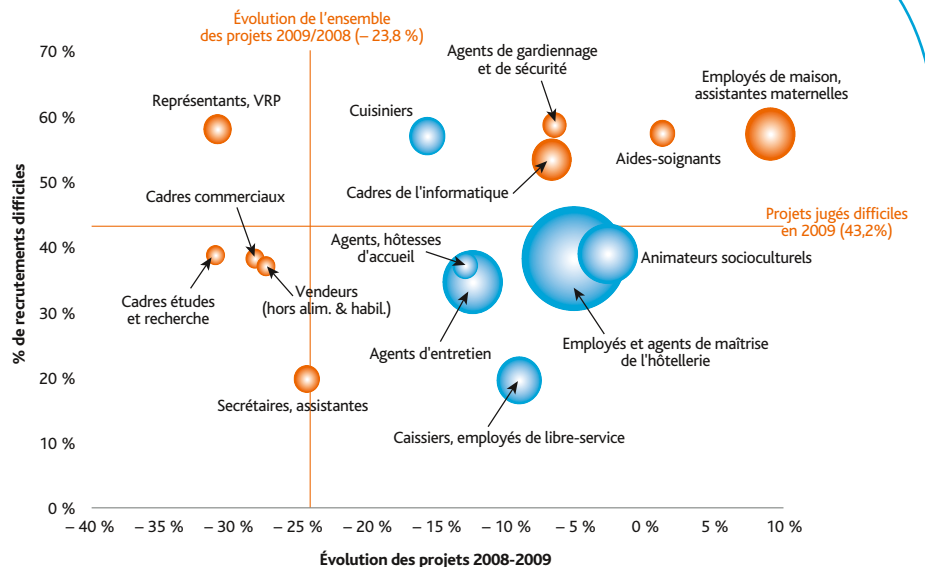 Évolution de l'ensemble
des projets 2009/2008 (– 23,8 %)
70 %
60 %
50 %
40 %
30 %
20 %
10 %
0 %
% de recrutements difficiles
Représentants, VRP
Cuisiniers
Agents de gardiennage
et de sécurité
Employés de maison,
assistantes maternelles
Aides-soignants
Cadres de l'informatique
Cadres commerciaux
Projets jugés difficiles
en 2009 (43,2%)
Agents, hôtesses
d'accueil
Animateurs socioculturels
Cadres études
et recherche
Vendeurs
(hors alim. & habil.)
Agents d'entretien
Employés et agents de maîtrise
de l'hôtellerie
Secrétaires, assistantes
Caissiers, employés de libre-service
– 40 %
– 35 %
– 30 %
– 25 %
– 20 %
– 15 %
– 10 %
– 5 %
0 %
5 %
10 %
Évolution des projets 2008-2009